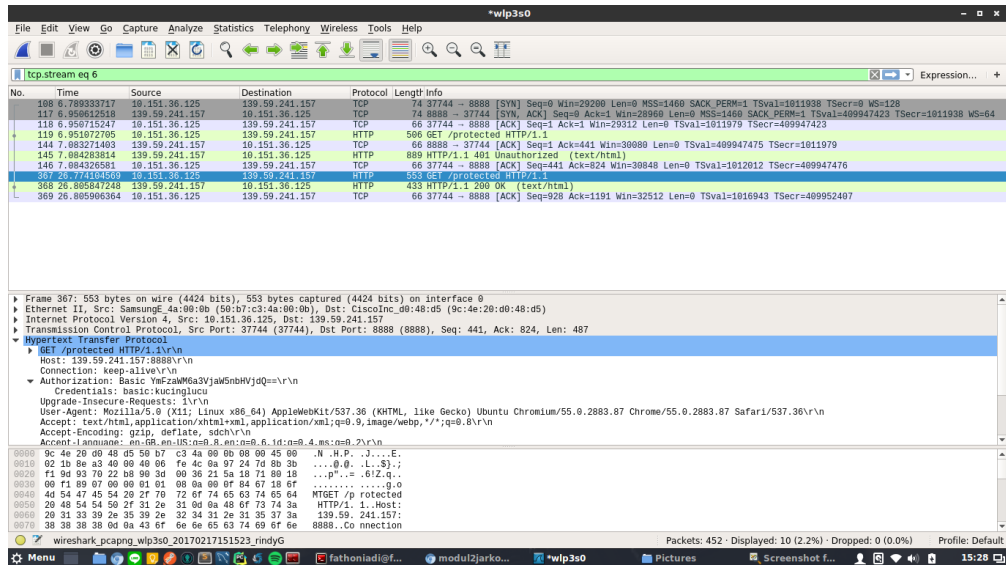 *wlp3s0
File Edit View Go Capture Analyze Statistics Telephony Wireless Tools Help
tcp.stream eq 6 Expression... +
No. Time Source Destination Protocol Length Info
108 6.789333717 10.151.36.125 139.59.241.157 TCP 74 37744 → 8888 [SYN] Seq=0 Win=29200 Len=0 MSS=1460 SACK_PERM=1 TSval=1011938 TSecr=0 WS=128
117 6.950612518 139.59.241.157 10.151.36.125 TCP 74 8888 → 37744 [SYN, ACK] Seq=0 Ack=1 Win=28960 Len=0 MSS=1460 SACK_PERM=1 TSval=409947423 TSecr=1011938 WS=64
118 6.950715247 10.151.36.125 139.59.241.157 TCP 66 37744 → 8888 [ACK] Seq=1 Ack=1 Win=29312 Len=0 TSval=1011979 TSecr=409947423
119 6.951072705 10.151.36.125 139.59.241.157 HTTP 506 GET /protected HTTP/1.1
144 7.083271403 139.59.241.157 10.151.36.125 TCP 66 8888 → 37744 [ACK] Seq=1 Ack=441 Win=30080 Len=0 TSval=409947475 TSecr=1011979
145 7.084283814 139.59.241.157 10.151.36.125 HTTP 889 HTTP/1.1 401 Unauthorized (text/html)
146 7.084326581 10.151.36.125 139.59.241.157 TCP 66 37744 → 8888 [ACK] Seq=441 Ack=824 Win=30848 Len=0 TSval=1012012 TSecr=409947476
367 26.774104569 10.151.36.125 139.59.241.157 HTTP 553 GET /protected HTTP/1.1
368 26.805847248 139.59.241.157 10.151.36.125 HTTP 433 HTTP/1.1 200 OK (text/html)
369 26.805906364 10.151.36.125 139.59.241.157 TCP 66 37744 → 8888 [ACK] Seq=928 Ack=1191 Win=32512 Len=0 TSval=1016943 TSecr=409952407
Frame 367: 553 bytes on wire (4424 bits), 553 bytes captured (4424 bits) on interface 0
Ethernet II, Src: SamsungE_4a:00:0b (50:b7:c3:4a:00:0b), Dst: CiscoInc_d0:48:d5 (9c:4e:20:d0:48:d5)
Internet Protocol Version 4, Src: 10.151.36.125, Dst: 139.59.241.157
Transmission Control Protocol, Src Port: 37744 (37744), Dst Port: 8888 (8888), Seq: 441, Ack: 824, Len: 487
Hypertext Transfer Protocol
GET /protected HTTP/1.1\r\n
Host: 139.59.241.157:8888\r\n
Connection: keep-alive\r\n
Authorization: Basic YmFzaWM6a3VjaW5nbHVjdQ==\r\n
Credentials: basic:kucinglucu
Upgrade-Insecure-Requests: 1\r\n
User-Agent: Mozilla/5.0 (X11; Linux x86_64) AppleWebKit/537.36 (KHTML, like Gecko) Ubuntu Chromium/55.0.2883.87 Chrome/55.0.2883.87 Safari/537.36\r\n
Accept: text/html,application/xhtml+xml,application/xml;q=0.9,image/webp,*/*;q=0.8\r\n
Accept-Encoding: gzip, deflate, sdch\r\n
Accept-Language: en-GB,en-US;q=0.8,en;q=0.6,id;q=0.4,ms;q=0.2\r\n
0000 9c 4e 20 d0 48 d5 50 b7 c3 4a 00 0b 08 00 45 00 .N .H.P. .J....E.
0010 02 1b 8e a3 40 00 40 06 fe 4c 0a 97 24 7d 8b 3b ....@.@. .L..$}.;
0020 f1 9d 93 70 22 b8 90 3d 00 36 21 5a 18 71 80 18 ...p"..= .6!Z.q..
0030 00 f1 89 07 00 00 01 01 08 0a 00 0f 84 67 18 6f ........ .....g.o
0040 4d 54 47 45 54 20 2f 70 72 6f 74 65 63 74 65 64 MTGET /p rotected
0050 20 48 54 54 50 2f 31 2e 31 0d 0a 48 6f 73 74 3a HTTP/1. 1..Host:
0060 20 31 33 39 2e 35 39 2e 32 34 31 2e 31 35 37 3a 139.59. 241.157:
0070 38 38 38 38 0d 0a 43 6f 6e 6e 65 63 74 69 6f 6e 8888..Co nnection
wireshark_pcapng_wlp3s0_20170217151523_rindyG Packets: 452 · Displayed: 10 (2.2%) · Dropped: 0 (0.0%) Profile: Default
Menu fathoniadi@f... modul2jarko... *wlp3s0 Pictures Screenshot f... 15:28